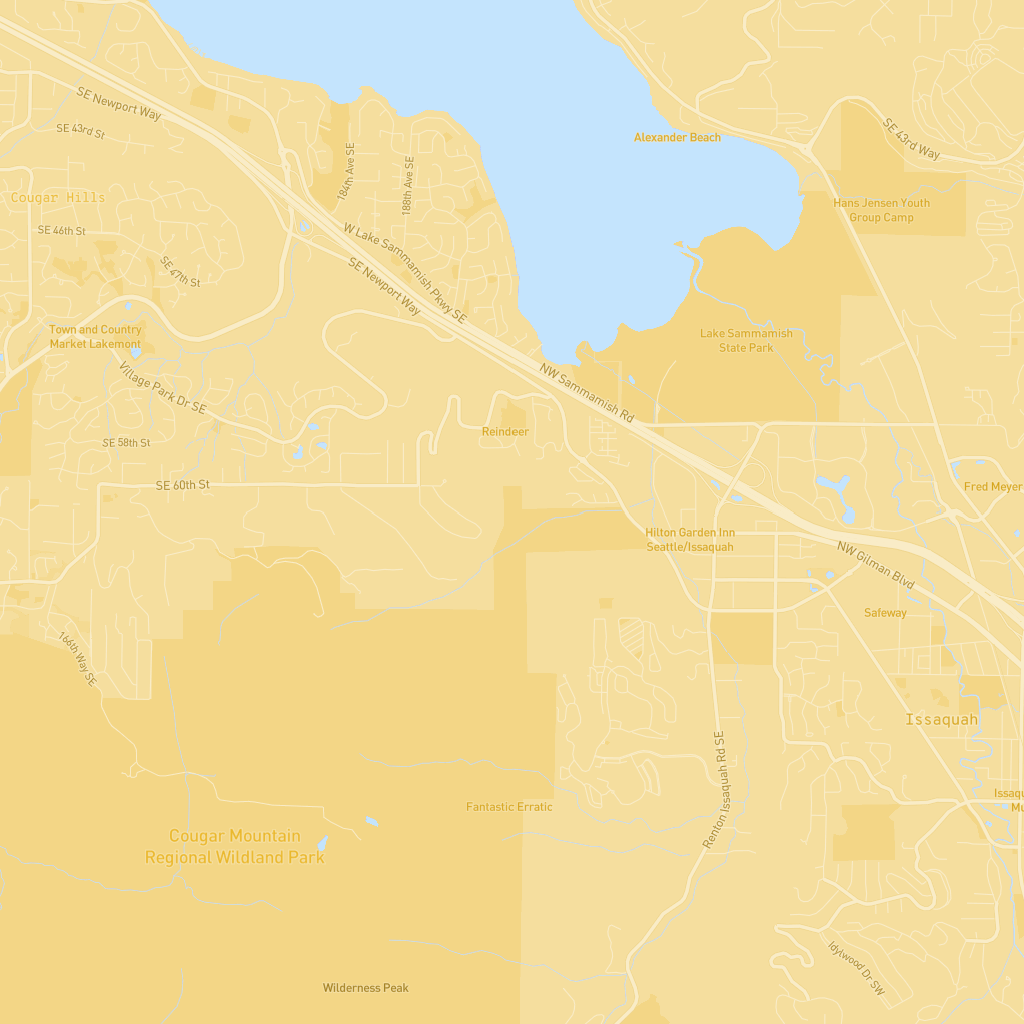 SE Newport Way
SE 43rd St
184th Ave SE
188th Ave SE
Alexander Beach
SE 43rd Way
Cougar Hills
Hans Jensen Youth
Group Camp
SE 46th St
SE 47th St
W Lake Sammamish Pkwy SE
SE Newport Way
Town and Country
Market Lakemont
Lake Sammamish
State Park
Village Park Dr SE
NW Sammamish Rd
SE 58th St
Reindeer
SE 60th St
Fred Meyer
Hilton Garden Inn
Seattle/Issaquah
NW Gilman Blvd
Safeway
166th Way SE
Issaquah
Renton Issaquah Rd SE
Fantastic Erratic
Issaqu
Mu
Cougar Mountain
Regional Wildland Park
Idylwood Dr SW
Wilderness Peak